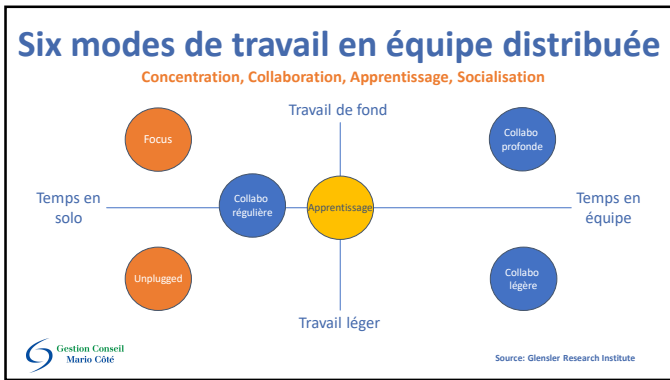 Six modes de travail en équipe distribuée
Concentration, Collaboration, Apprentissage, Socialisation
Travail de fond
Focus
Collabo
profonde
Temps en
solo
Collabo
régulière
Apprentissage
Temps en
équipe
Unplugged
Collabo
légère
Travail léger
Gestion Conseil
Mario Côté
Source: Glensler Research Institute